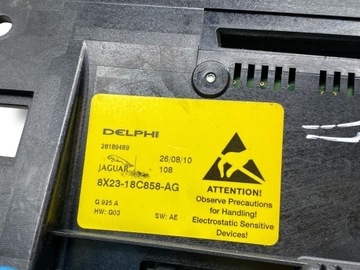 DELPHI
28189489
JAGUAR
26/08/10
108
8X23-18C858-AG
G 925 A
HW: G03
SW: AE
ATTENTION!
Observe Precautions
for Handling!
Electrostatic Sensitive
Devices!